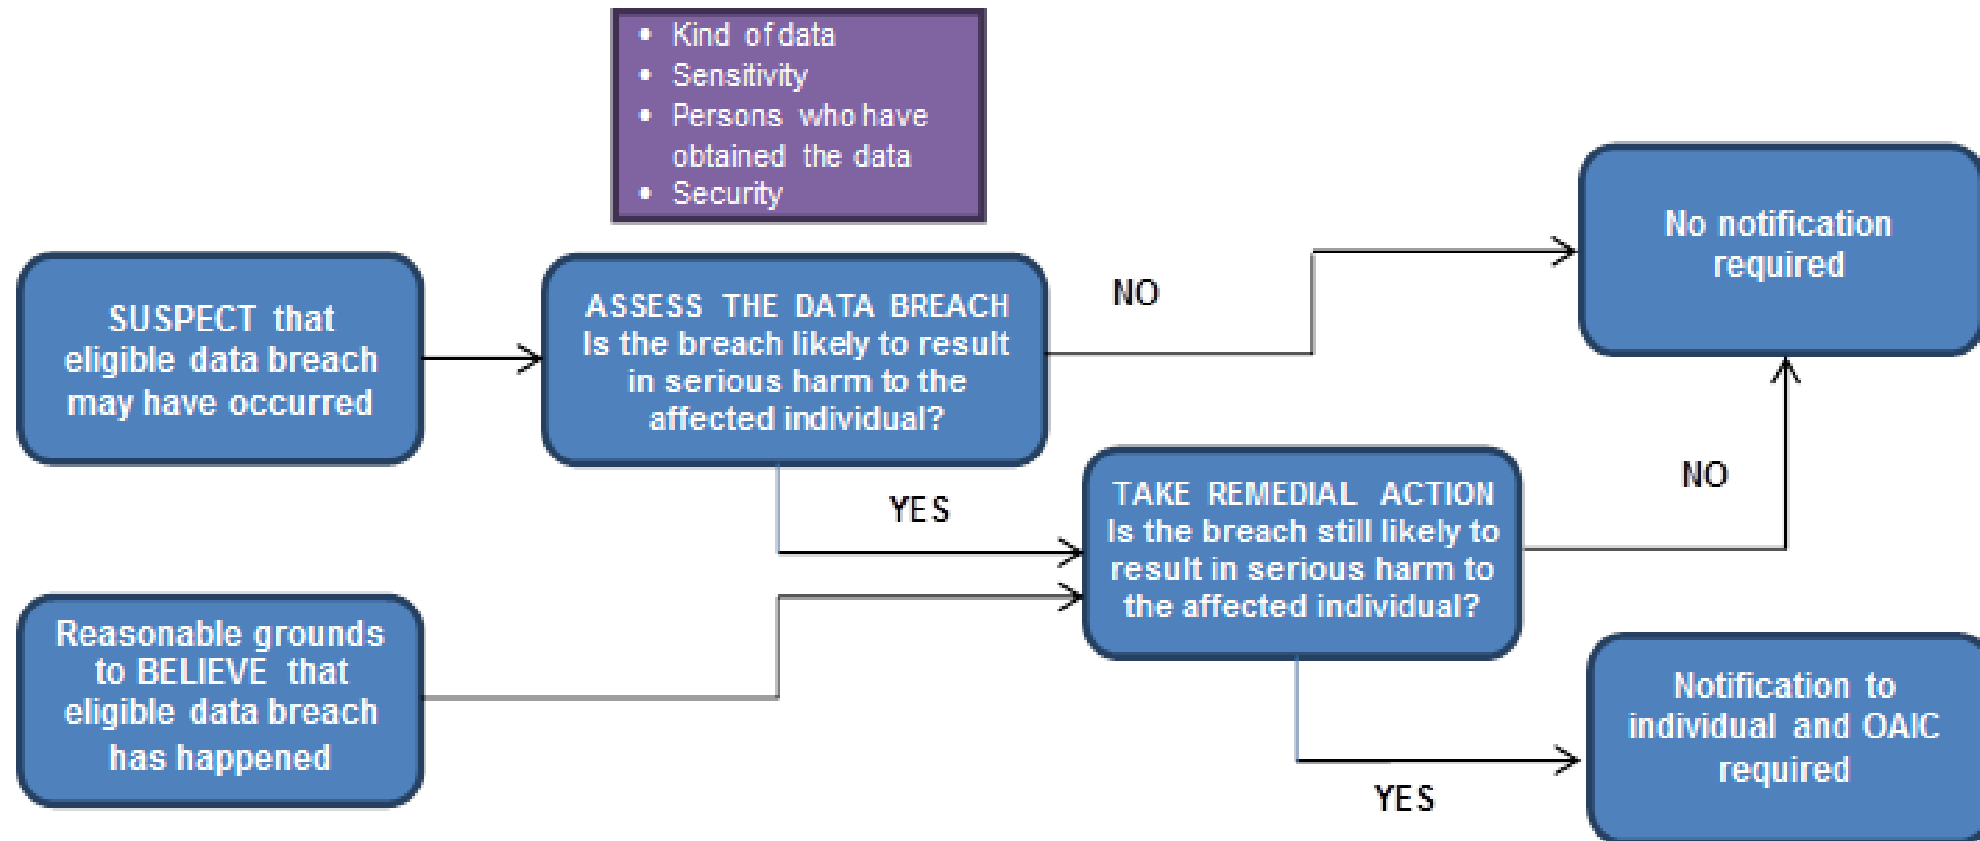 • Kind of data
• Sensitivity
• Persons who have
obtained the data
• Security
SUSPECT that
eligible data breach
may have occurred
ASSESS THE DATA BREACH
Is the breach likely to result
in serious harm to the
affected individual?
NO
No notification
required
YES
TAKE REMEDIAL ACTION
Is the breach still likely to
result in serious harm to
the affected individual?
NO
Reasonable grounds
to BELIEVE that
eligible data breach
has happened
YES
Notification to
individual and OAIC
required